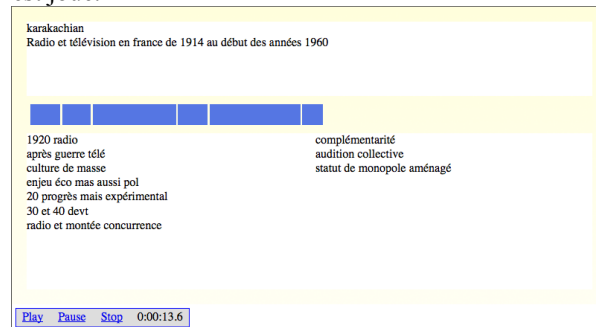 karakachian
Radio et télévision en france de 1914 au début des années 1960
1920 radio
après guerre télé
culture de masse
enjeu éco mas aussi pol
20 progrès mais expérimental
30 et 40 devt
radio et montée concurrence
complémentarité
audition collective
statut de monopole aménagé
Play Pause Stop 0:00:13.6